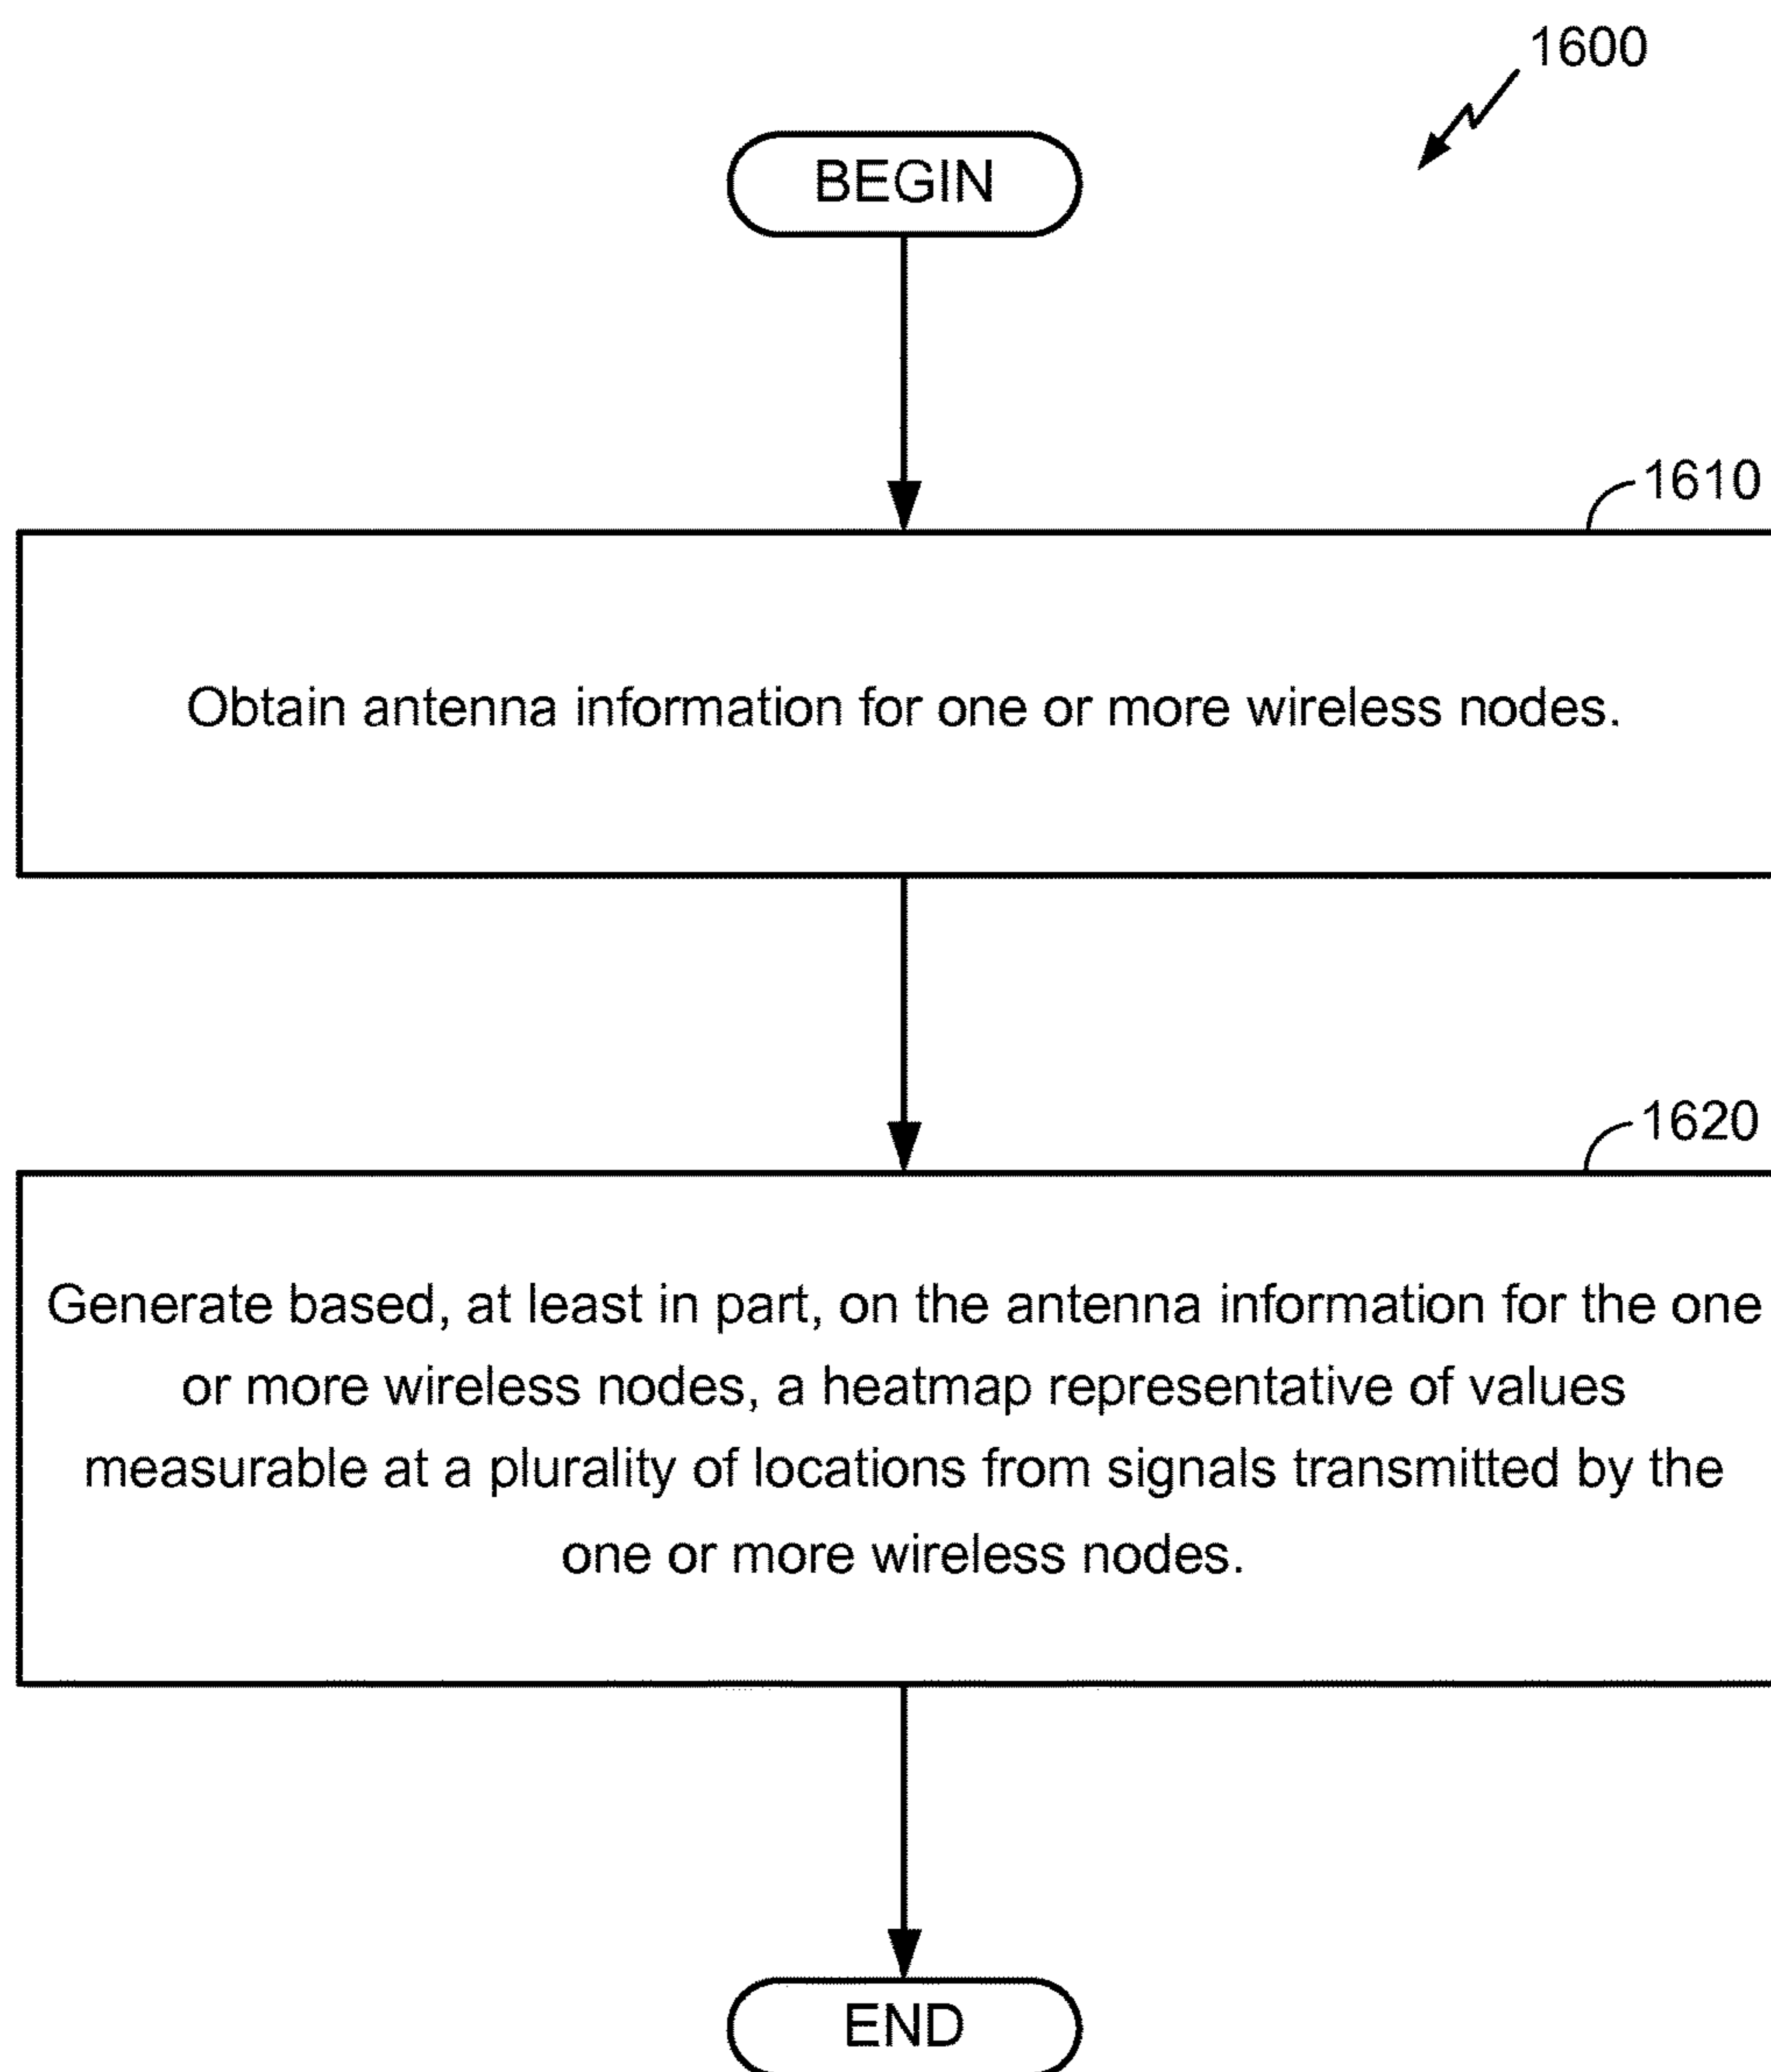 1600
BEGIN
1610
Obtain antenna information for one or more wireless nodes.
1620
Generate based, at least in part, on the antenna information for the one
or more wireless nodes, a heatmap representative of values
measurable at a plurality of locations from signals transmitted by the
one or more wireless nodes.
END